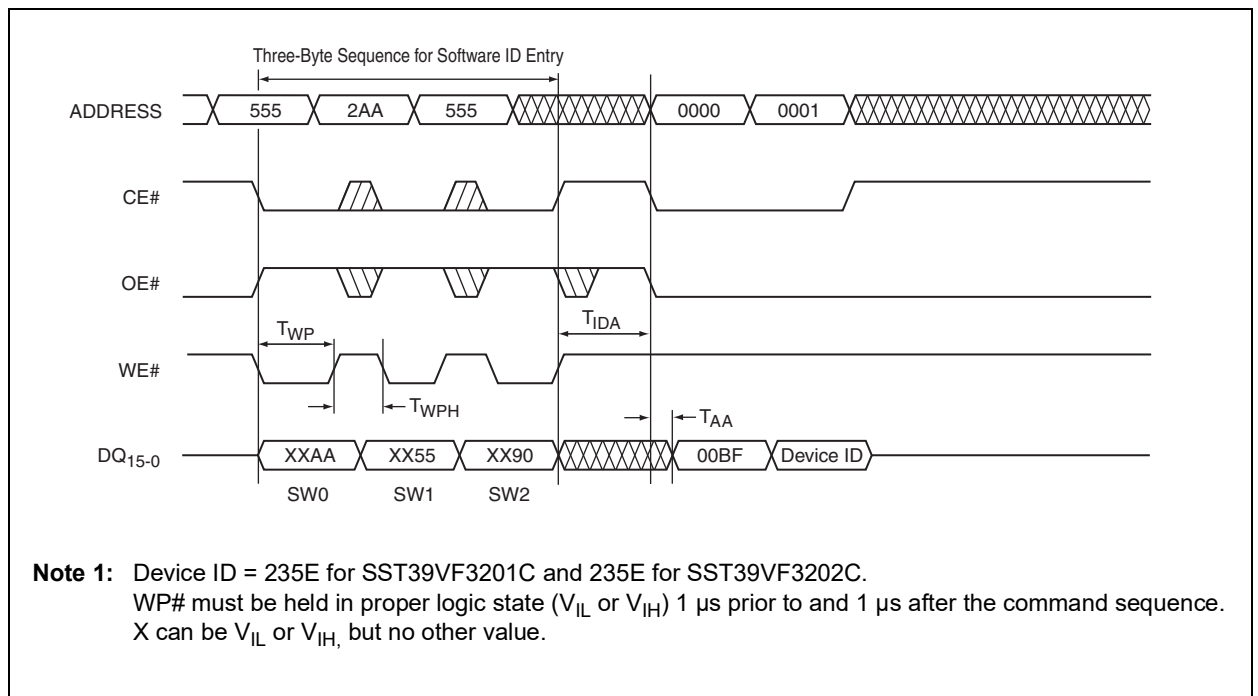 Three-Byte Sequence for Software ID Entry
ADDRESS 555 2AA 555 0000 0001
CE#
OE#
TWP TIDA
WE#
TWPH TAA
DQ15-0 XXAA XX55 XX90 00BF Device ID
SW0 SW1 SW2
Note 1: Device ID = 235E for SST39VF3201C and 235E for SST39VF3202C.
WP# must be held in proper logic state (VIL or VIH) 1 µs prior to and 1 µs after the command sequence.
X can be VIL or VIH, but no other value.